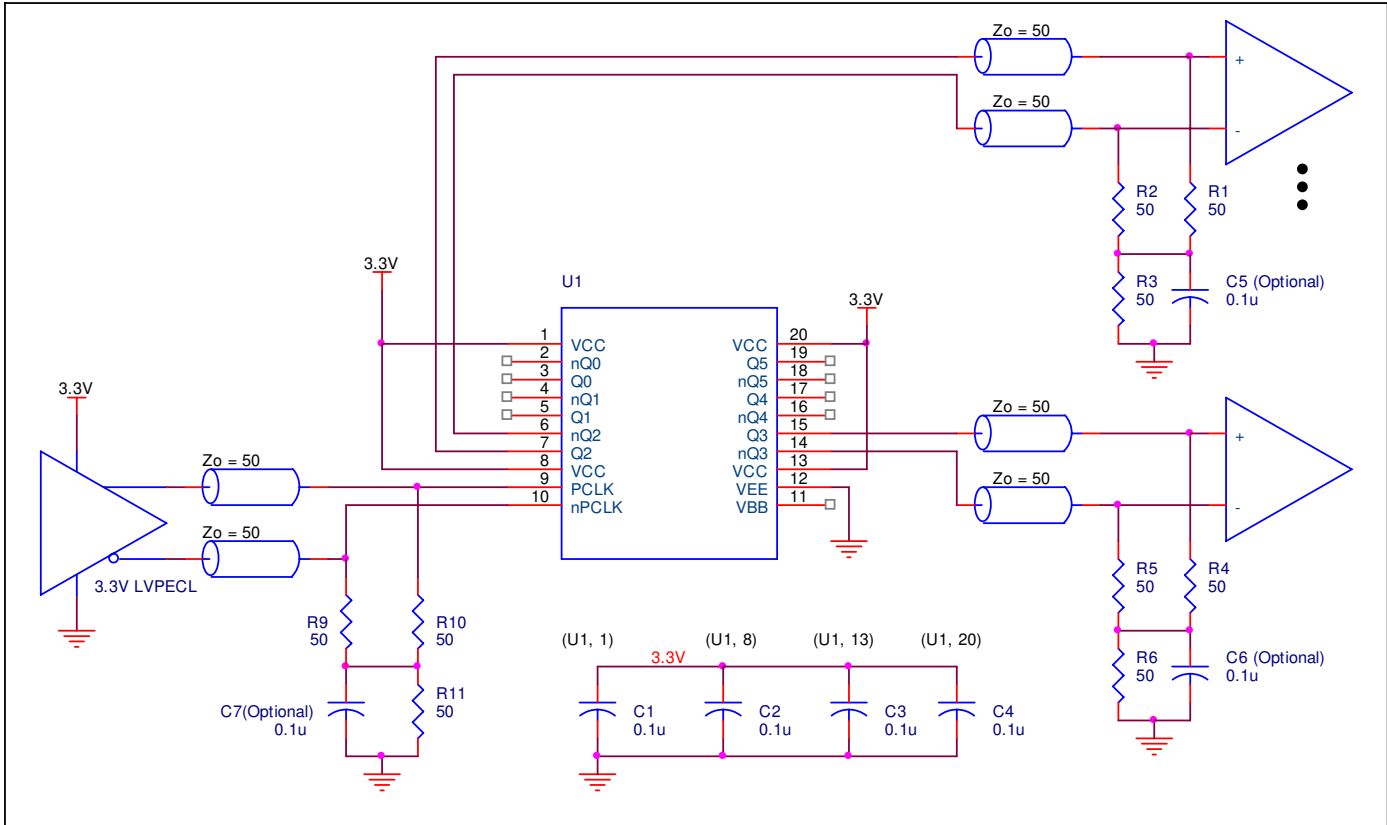 Zo = 50
+
Zo = 50
-
R2
50
R1
50
R3
50
C5 (Optional)
0.1u
3.3V
U1
3.3V
1
VCC
2
nQ0
3
Q0
4
nQ1
5
Q1
6
nQ2
7
Q2
8
VCC
9
PCLK
10
nPCLK
20
VCC
19
Q5
18
nQ5
17
Q4
16
nQ4
15
Q3
14
nQ3
13
VCC
12
VEE
11
VBB
3.3V
Zo = 50
Zo = 50
3.3V LVPECL
R9
50
R10
50
R11
50
C7(Optional)
0.1u
Zo = 50
+
Zo = 50
-
R5
50
R4
50
R6
50
C6 (Optional)
0.1u
(U1, 1)
(U1, 8)
(U1, 13)
(U1, 20)
3.3V
C1
0.1u
C2
0.1u
C3
0.1u
C4
0.1u